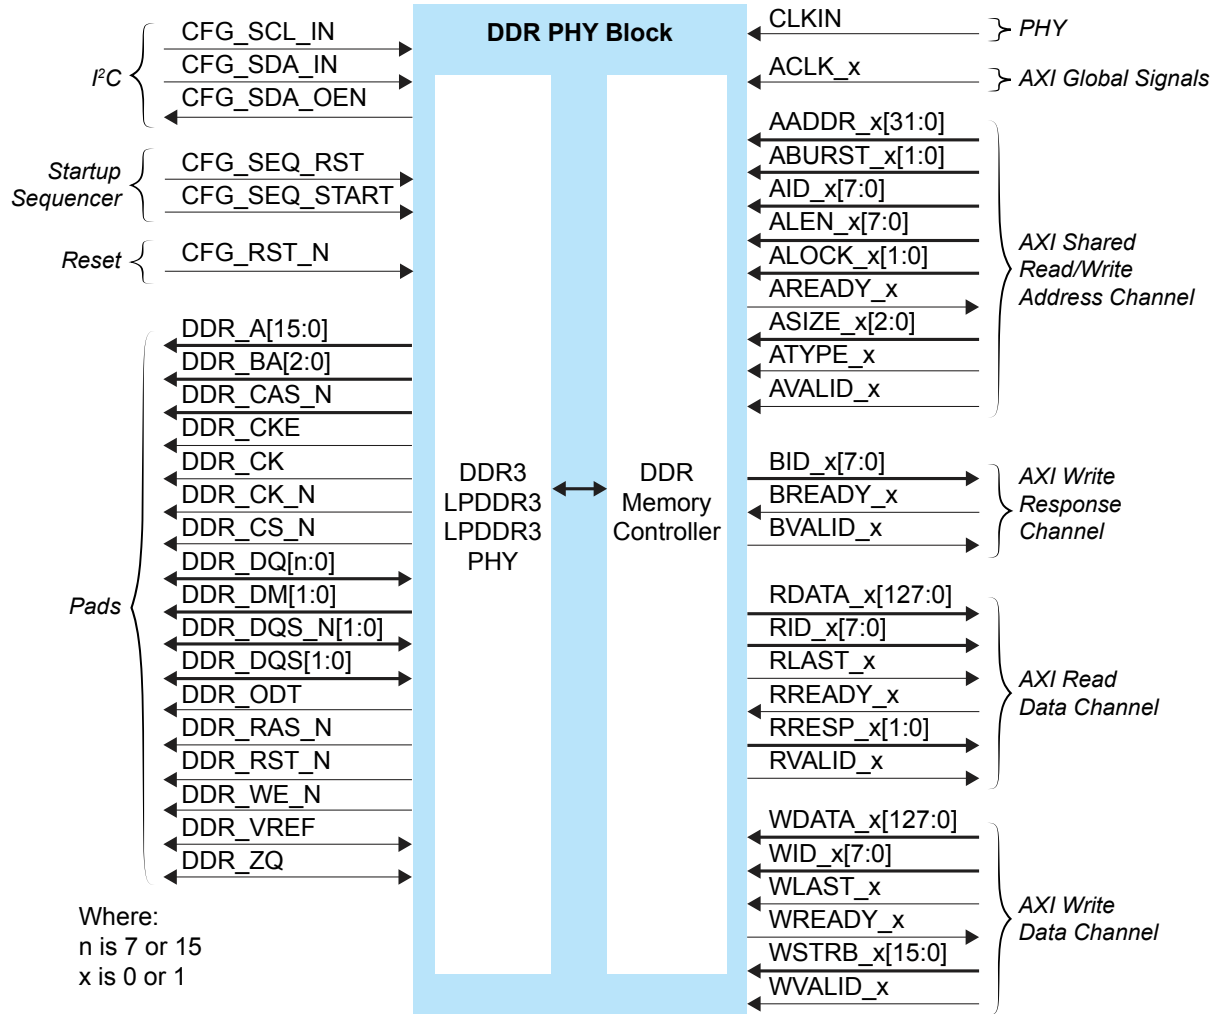 DDR PHY Block
I²C
CFG_SCL_IN
CFG_SDA_IN
CFG_SDA_OEN
Startup
Sequencer
CFG_SEQ_RST
CFG_SEQ_START
Reset
CFG_RST_N
Pads
DDR_A[15:0]
DDR_BA[2:0]
DDR_CAS_N
DDR_CKE
DDR_CK
DDR_CK_N
DDR_CS_N
DDR_DQ[n:0]
DDR_DM[1:0]
DDR_DQS_N[1:0]
DDR_DQS[1:0]
DDR_ODT
DDR_RAS_N
DDR_RST_N
DDR_WE_N
DDR_VREF
DDR_ZQ
Where:
n is 7 or 15
x is 0 or 1
DDR3
LPDDR3
LPDDR3
PHY
DDR
Memory
Controller
CLKIN
PHY
ACLK_x
AXI Global Signals
AADDR_x[31:0]
ABURST_x[1:0]
AID_x[7:0]
ALEN_x[7:0]
ALOCK_x[1:0]
AREADY_x
ASIZE_x[2:0]
ATYPE_x
AVALID_x
AXI Shared
Read/Write
Address Channel
BID_x[7:0]
BREADY_x
BVALID_x
AXI Write
Response
Channel
RDATA_x[127:0]
RID_x[7:0]
RLAST_x
RREADY_x
RRESP_x[1:0]
RVALID_x
AXI Read
Data Channel
WDATA_x[127:0]
WID_x[7:0]
WLAST_x
WREADY_x
WSTRB_x[15:0]
WVALID_x
AXI Write
Data Channel